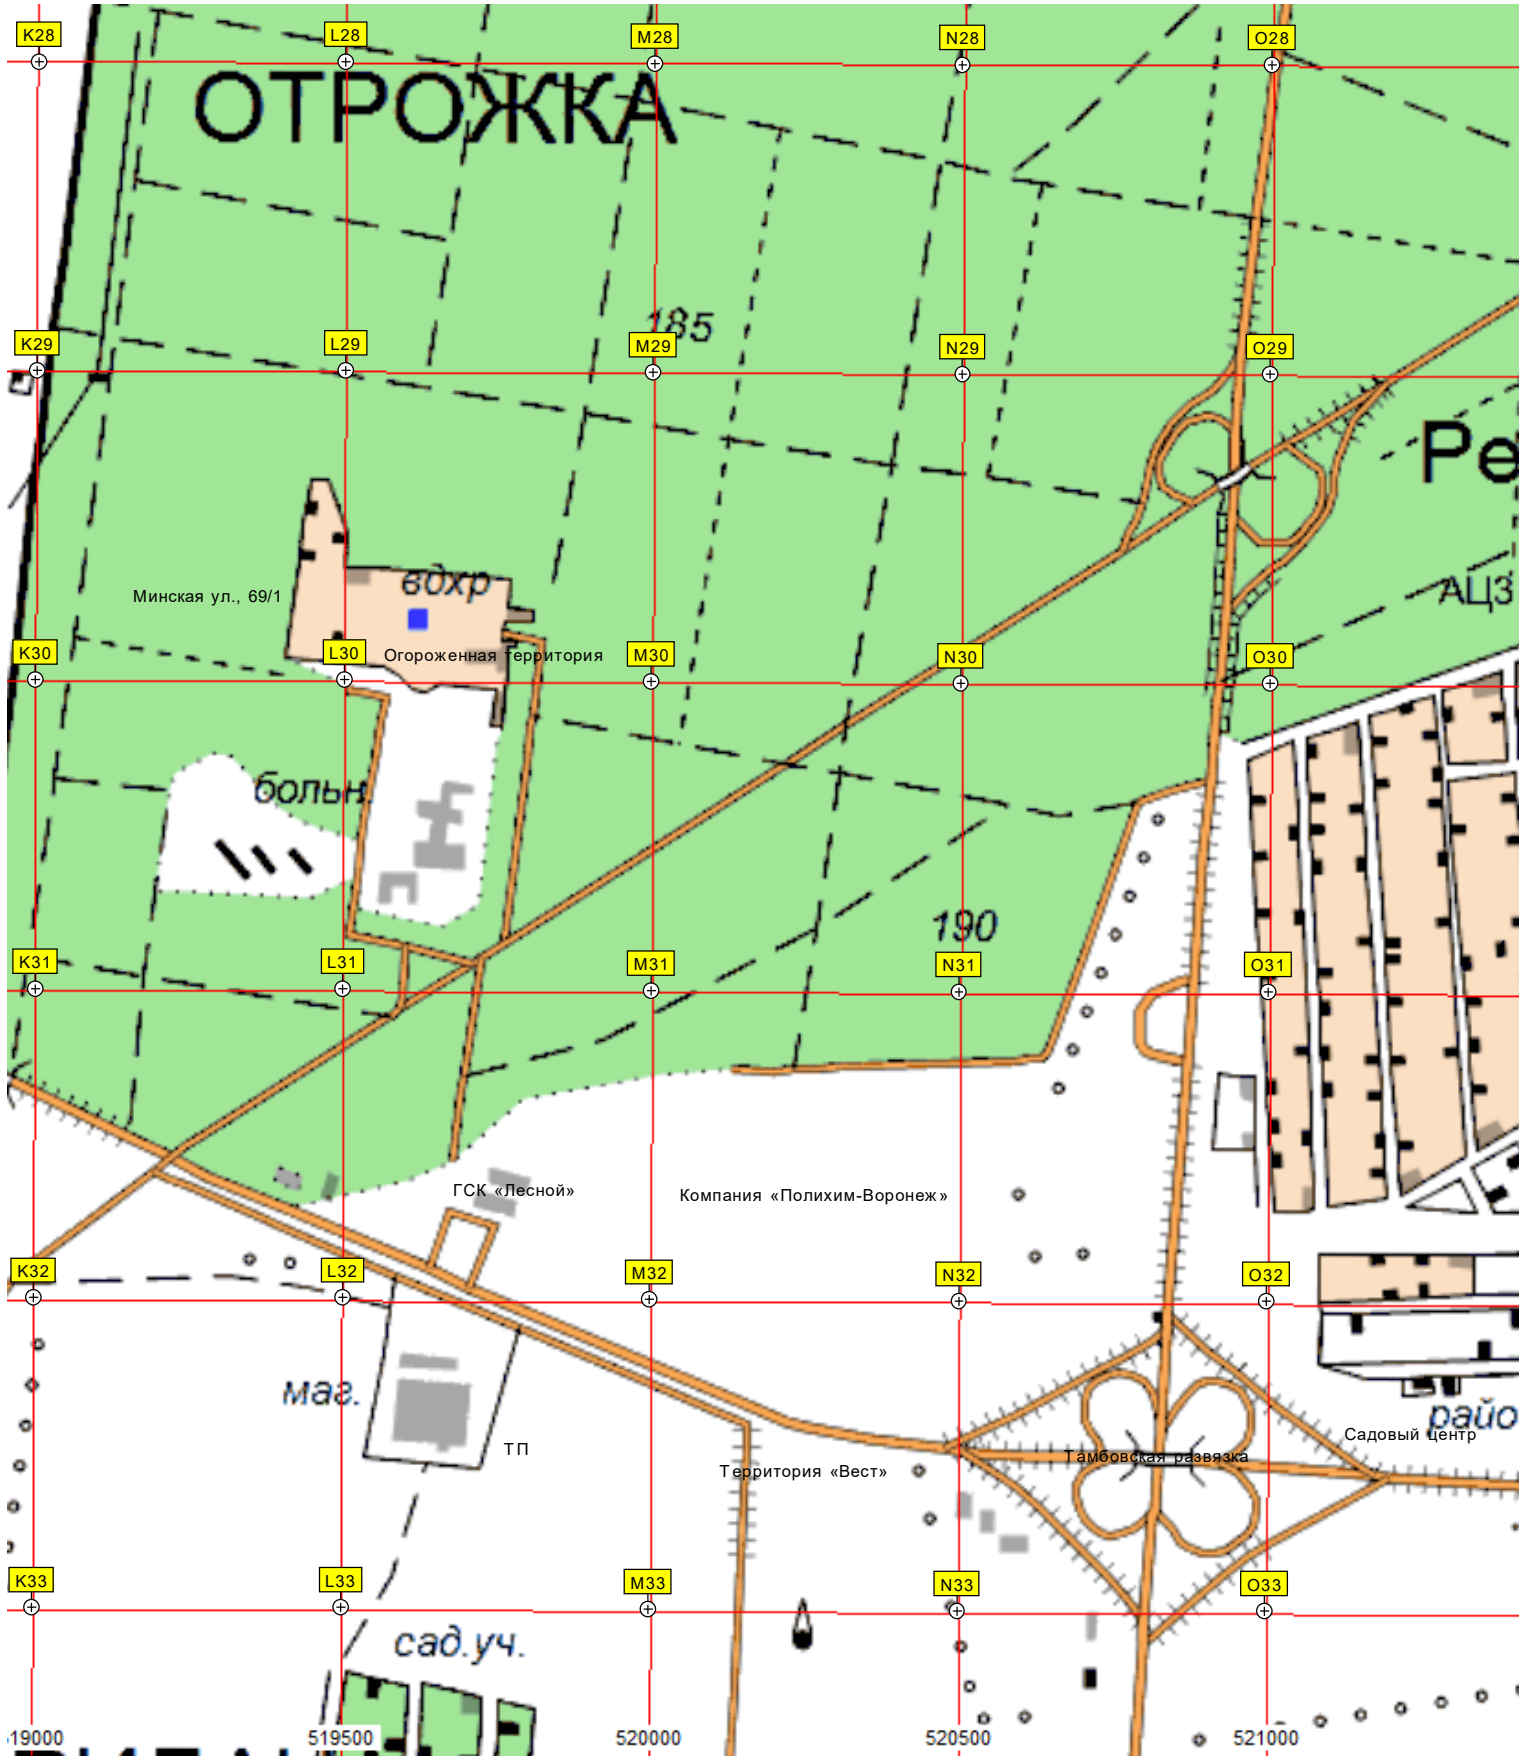 K28
L28
M28
N28
O28
ОТРОЖКА
185
K29
L29
M29
N29
O29
Ре
вдхр
АЦЗ
Минская ул., 69/1
K30
L30
Огороженная территория
M30
N30
O30
больн.
190
K31
L31
M31
N31
O31
ГСК «Лесной»
Компания «Полихим-Воронеж»
K32
L32
M32
N32
O32
маг.
райо
Садовый центр
ТП
Тамбовская развязка
Территория «Вест»
K33
L33
M33
N33
O33
сад.уч.
519000
519500
520000
520500
521000